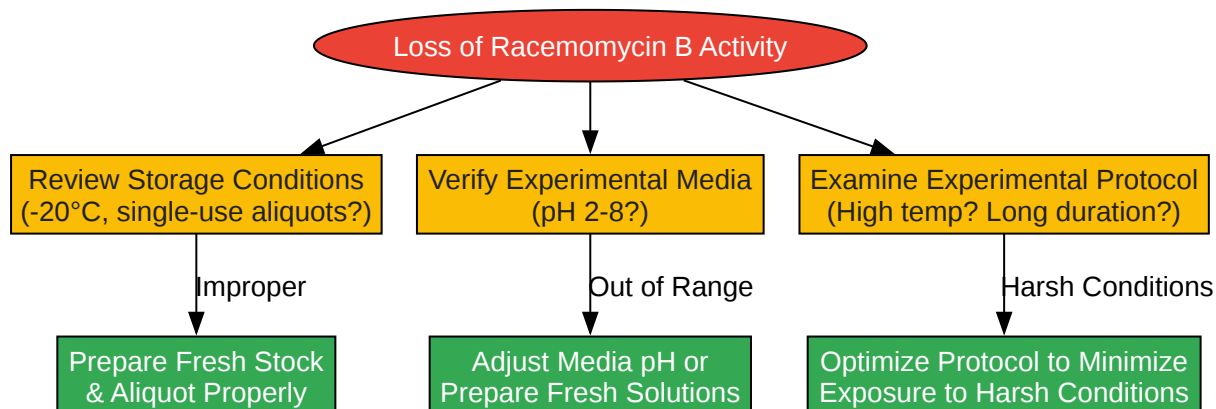 Loss of Racemomycin B Activity
Review Storage Conditions
(-20°C, single-use aliquots?)
Verify Experimental Media
(pH 2-8?)
Examine Experimental Protocol
(High temp? Long duration?)
Improper
Out of Range
Harsh Conditions
Prepare Fresh Stock
& Aliquot Properly
Adjust Media pH or
Prepare Fresh Solutions
Optimize Protocol to Minimize
Exposure to Harsh Conditions